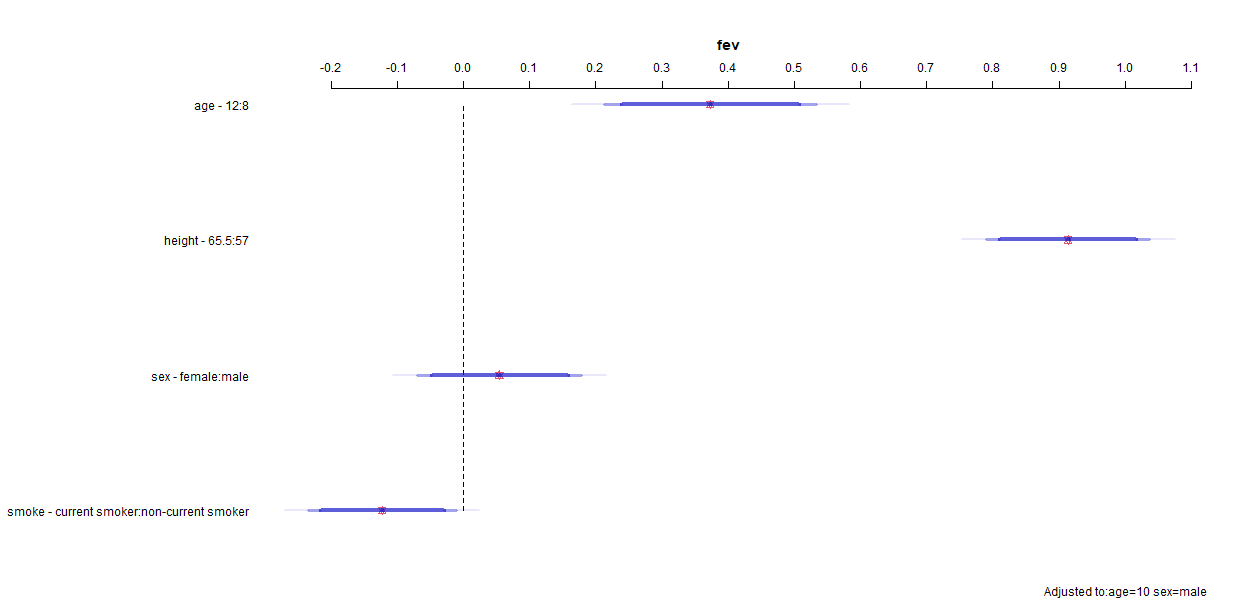 fev
-0.2 -0.1 0.0 0.1 0.2 0.3 0.4 0.5 0.6 0.7 0.8 0.9 1.0 1.1
age - 12:8
height - 65.5:57
sex - female:male
smoke - current smoker:non-current smoker
Adjusted to:age=10 sex=male